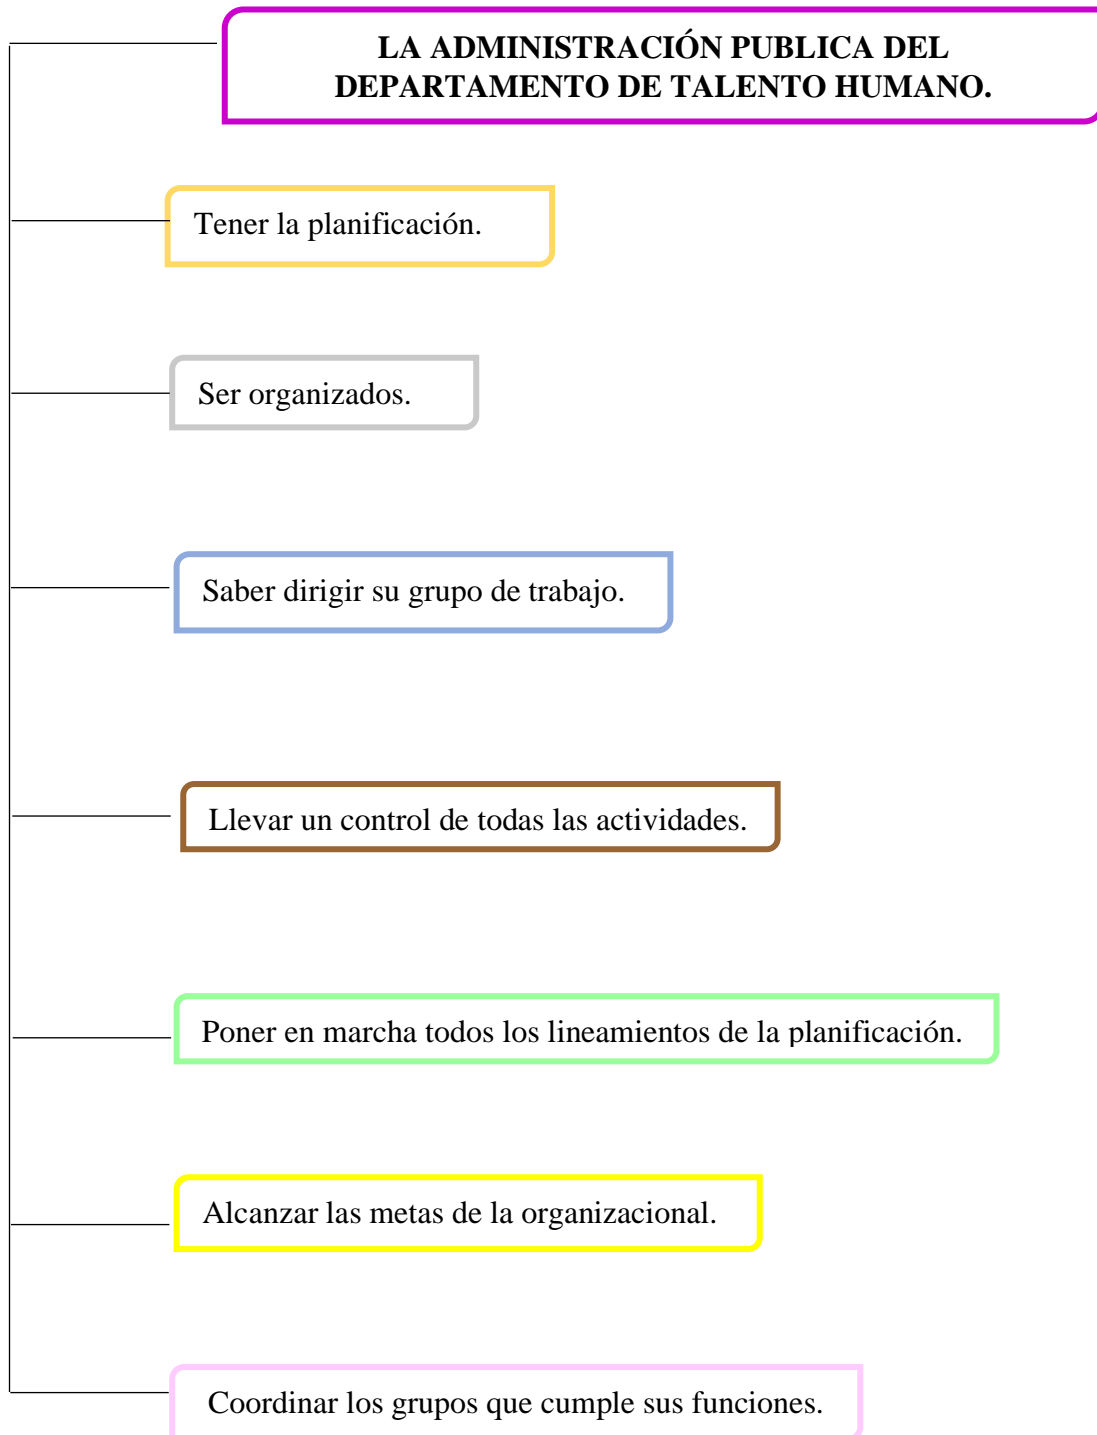 LA ADMINISTRACIÓN PUBLICA DEL
DEPARTAMENTO DE TALENTO HUMANO.
Tener la planificación.
Ser organizados.
Saber dirigir su grupo de trabajo.
Llevar un control de todas las actividades.
Poner en marcha todos los lineamientos de la planificación.
Alcanzar las metas de la organizacional.
Coordinar los grupos que cumple sus funciones.